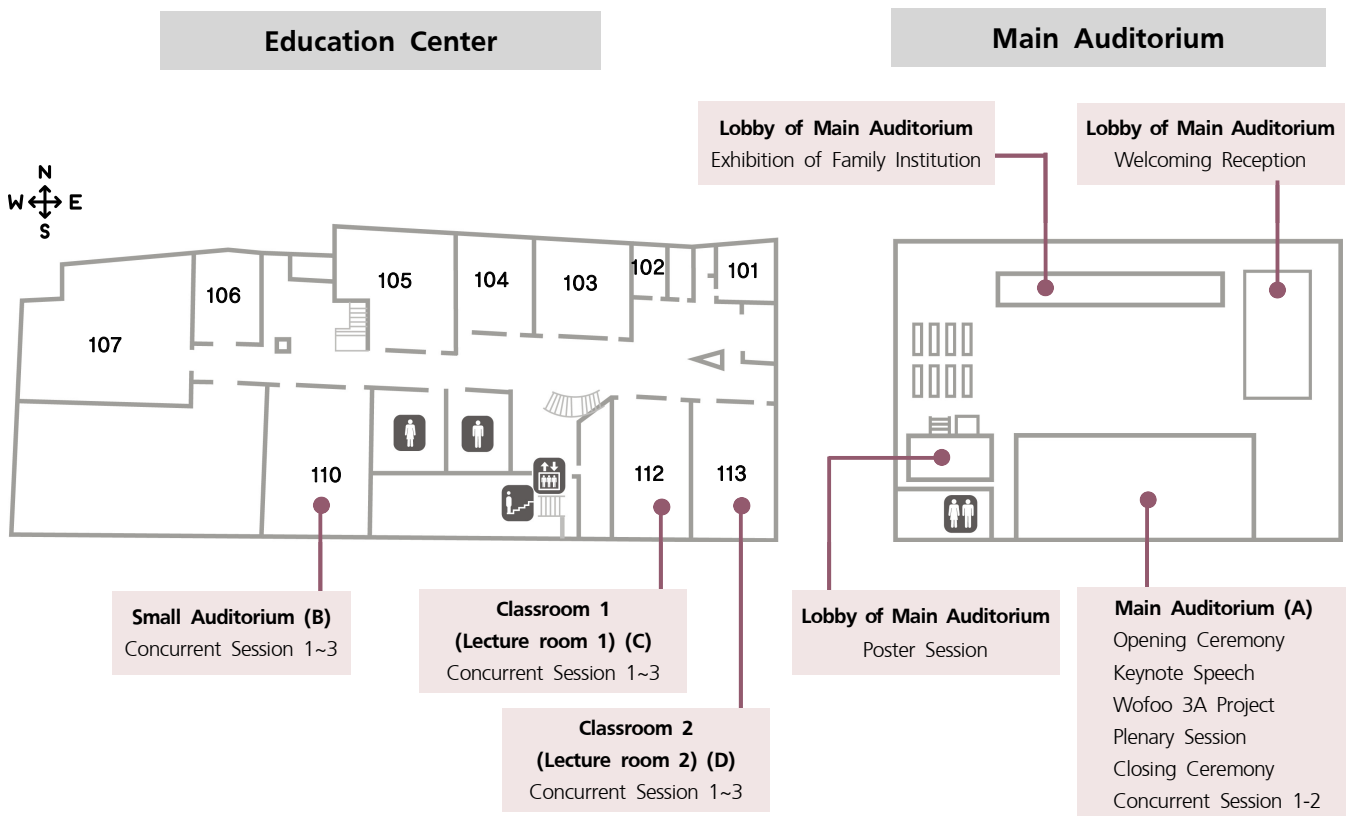 Education Center
Main Auditorium
Lobby of Main Auditorium
Exhibition of Family Institution
Lobby of Main Auditorium
Welcoming Reception
N
W E
S
105
104
103
102
101
106
107
110
112
113
Small Auditorium (B)
Concurrent Session 1~3
Classroom 1
(Lecture room 1) (C)
Concurrent Session 1~3
Classroom 2
(Lecture room 2) (D)
Concurrent Session 1~3
Lobby of Main Auditorium
Poster Session
Main Auditorium (A)
Opening Ceremony
Keynote Speech
Wofoo 3A Project
Plenary Session
Closing Ceremony
Concurrent Session 1-2